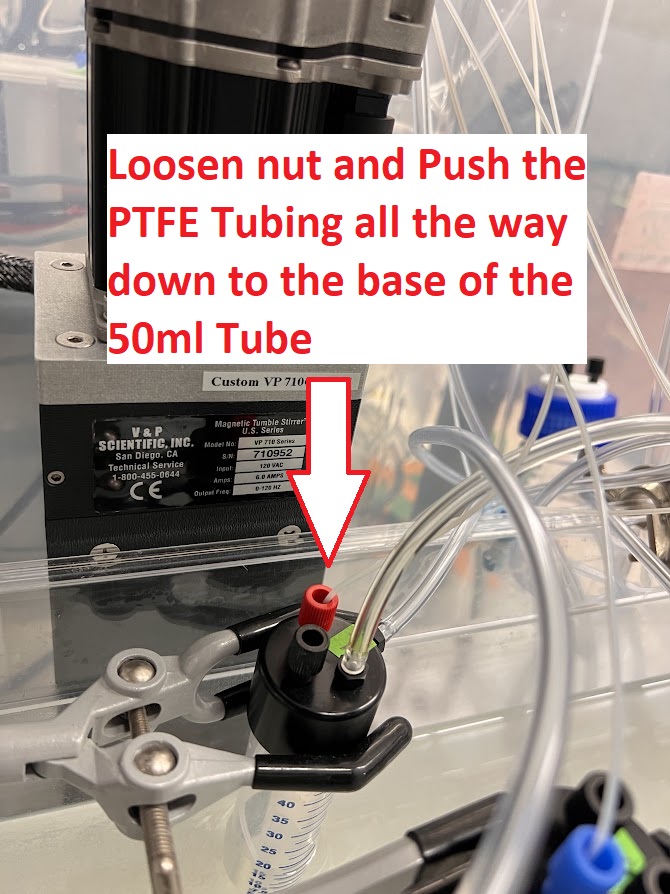 Loosen nut and Push the
PTFE Tubing all the way
down to the base of the
50ml Tube
Custom VP 710
V & P
SCIENTIFIC, INC.
San Diego, CA
Technical Service
1-800-455-0644
CE
Magnetic Tumble Stirrer
U.S. Series
Model No: VP 710 Series
S/N: 710952
Input: 120 VAC
Amps: 6.0 AMPS
Output Freq: 0-120 HZ
40
35
30
25
20